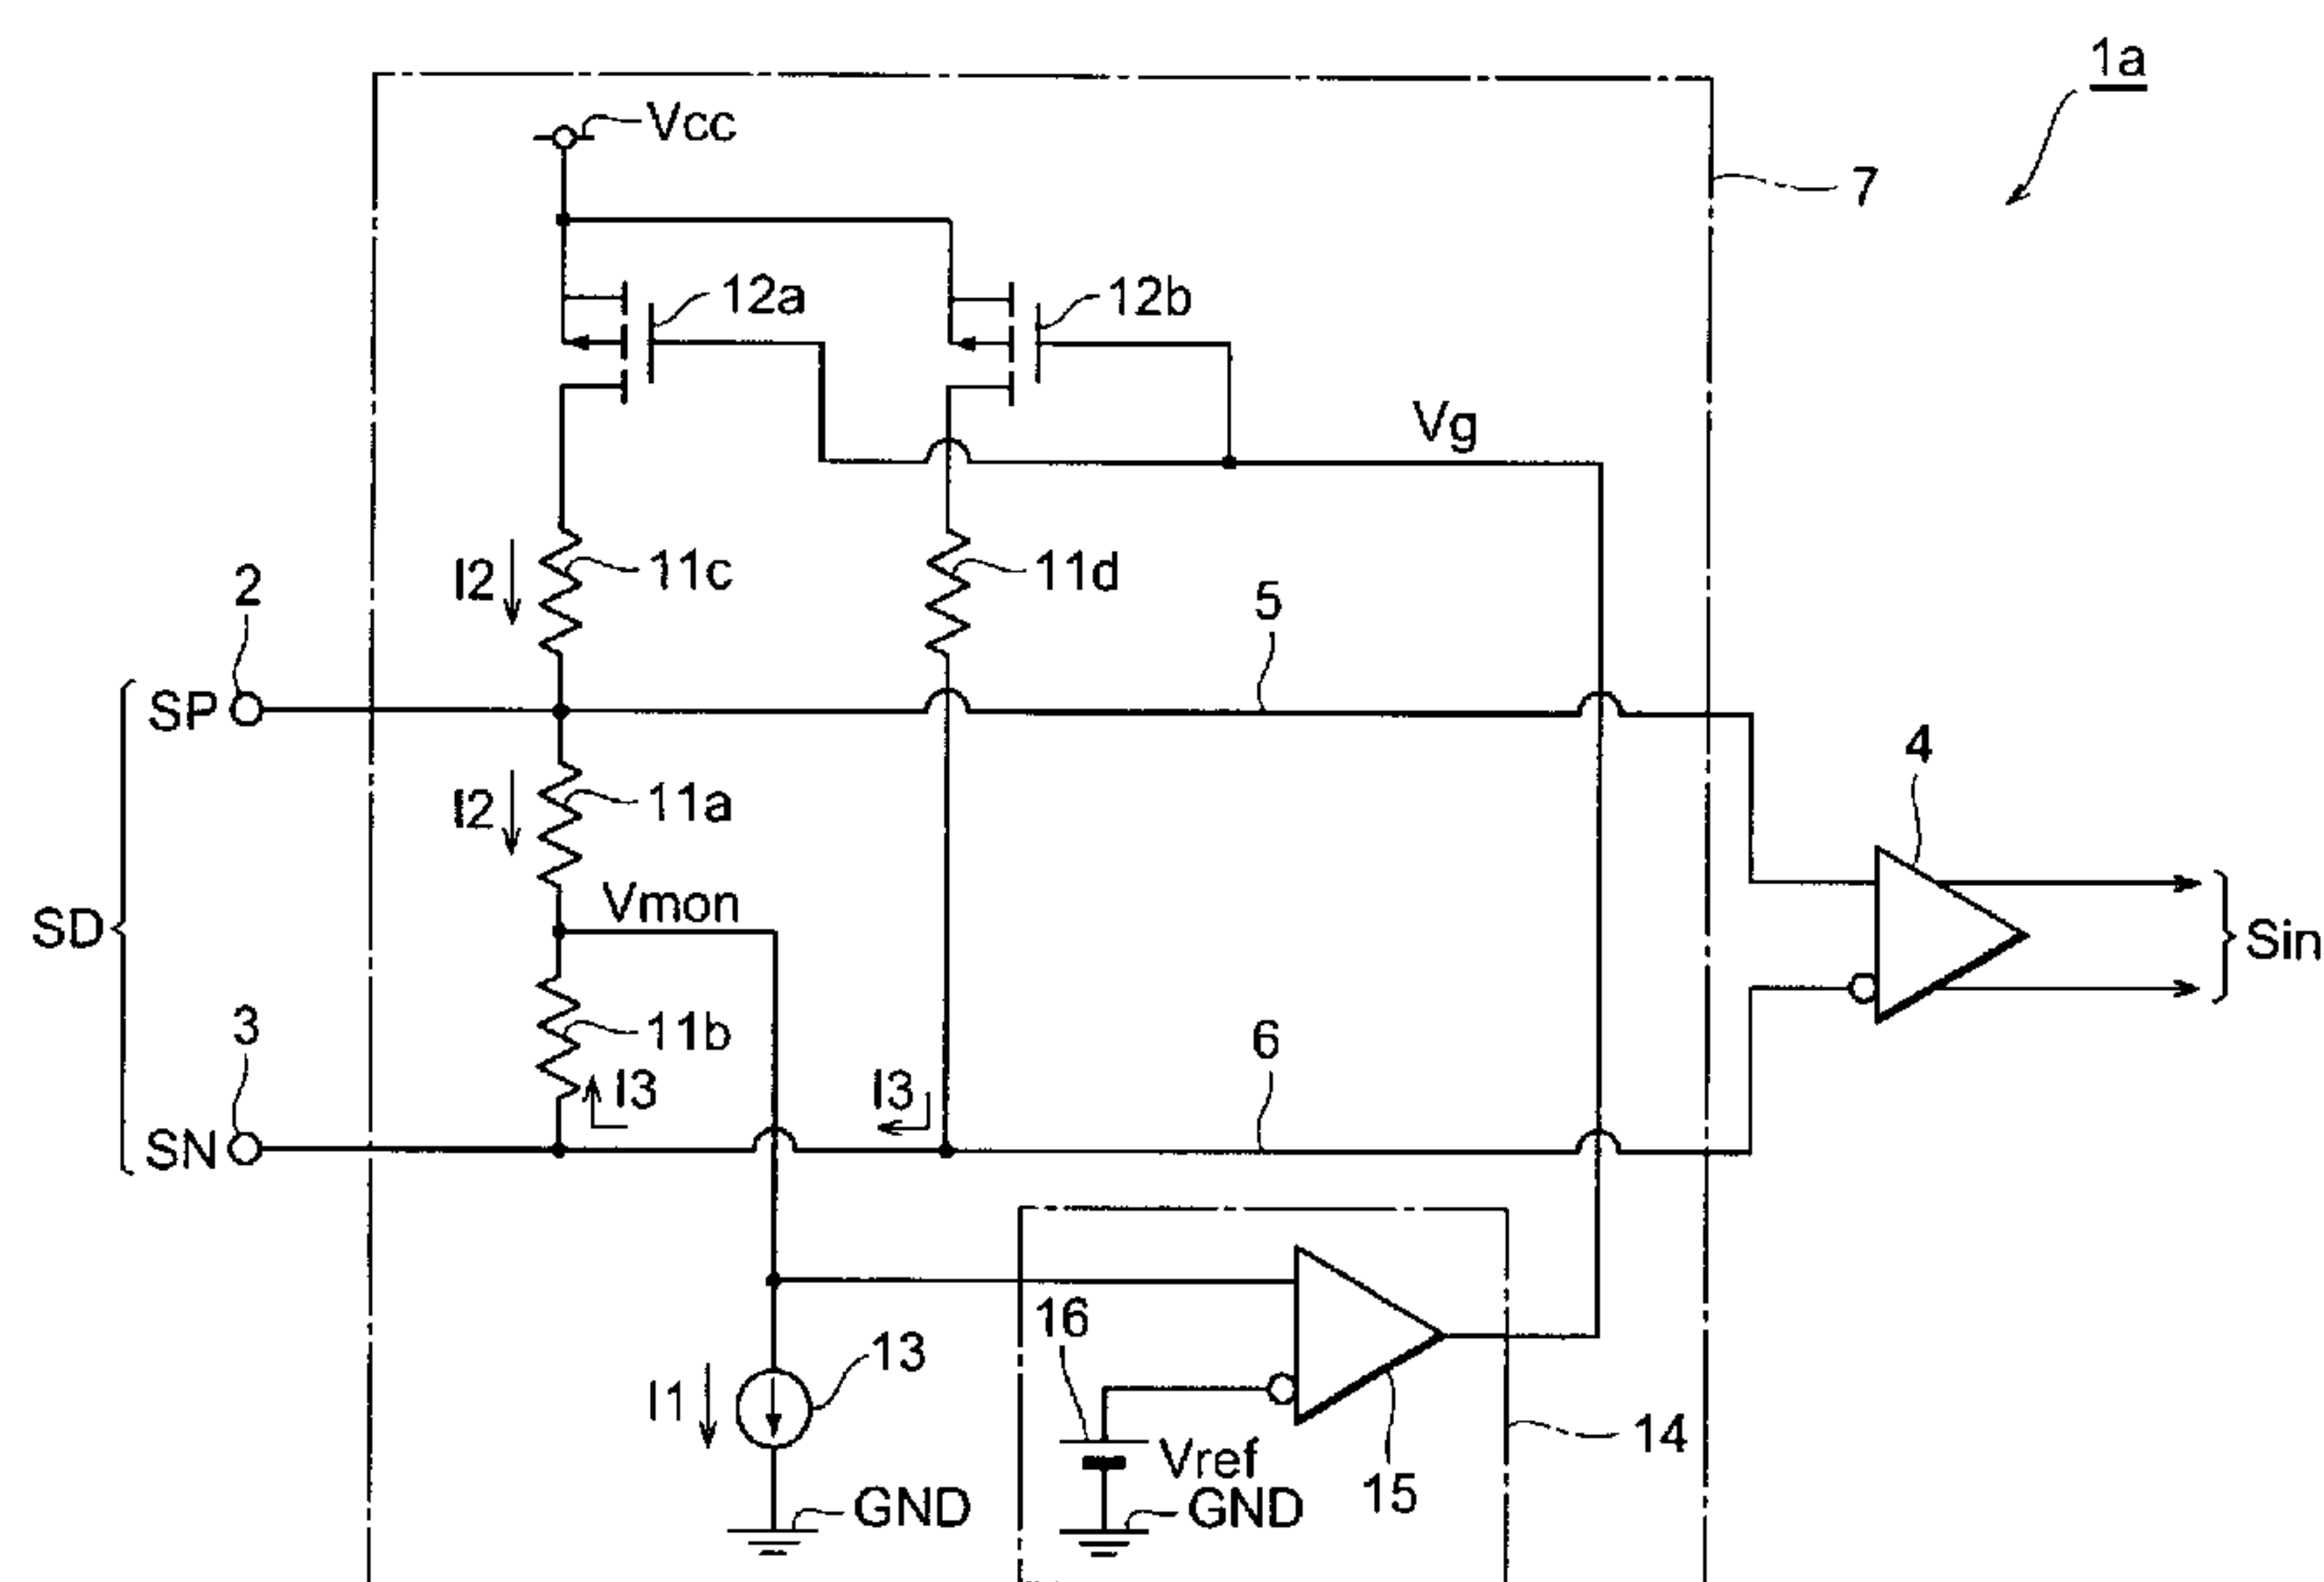 1a
Vcc
7
12a
12b
Vg
I2
11c
11d
2
5
SP
4
I2
11a
Vmon
SD
Sin
3
11b
6
I3
I3
SN
16
13
I1
14
Vref
15
GND
GND